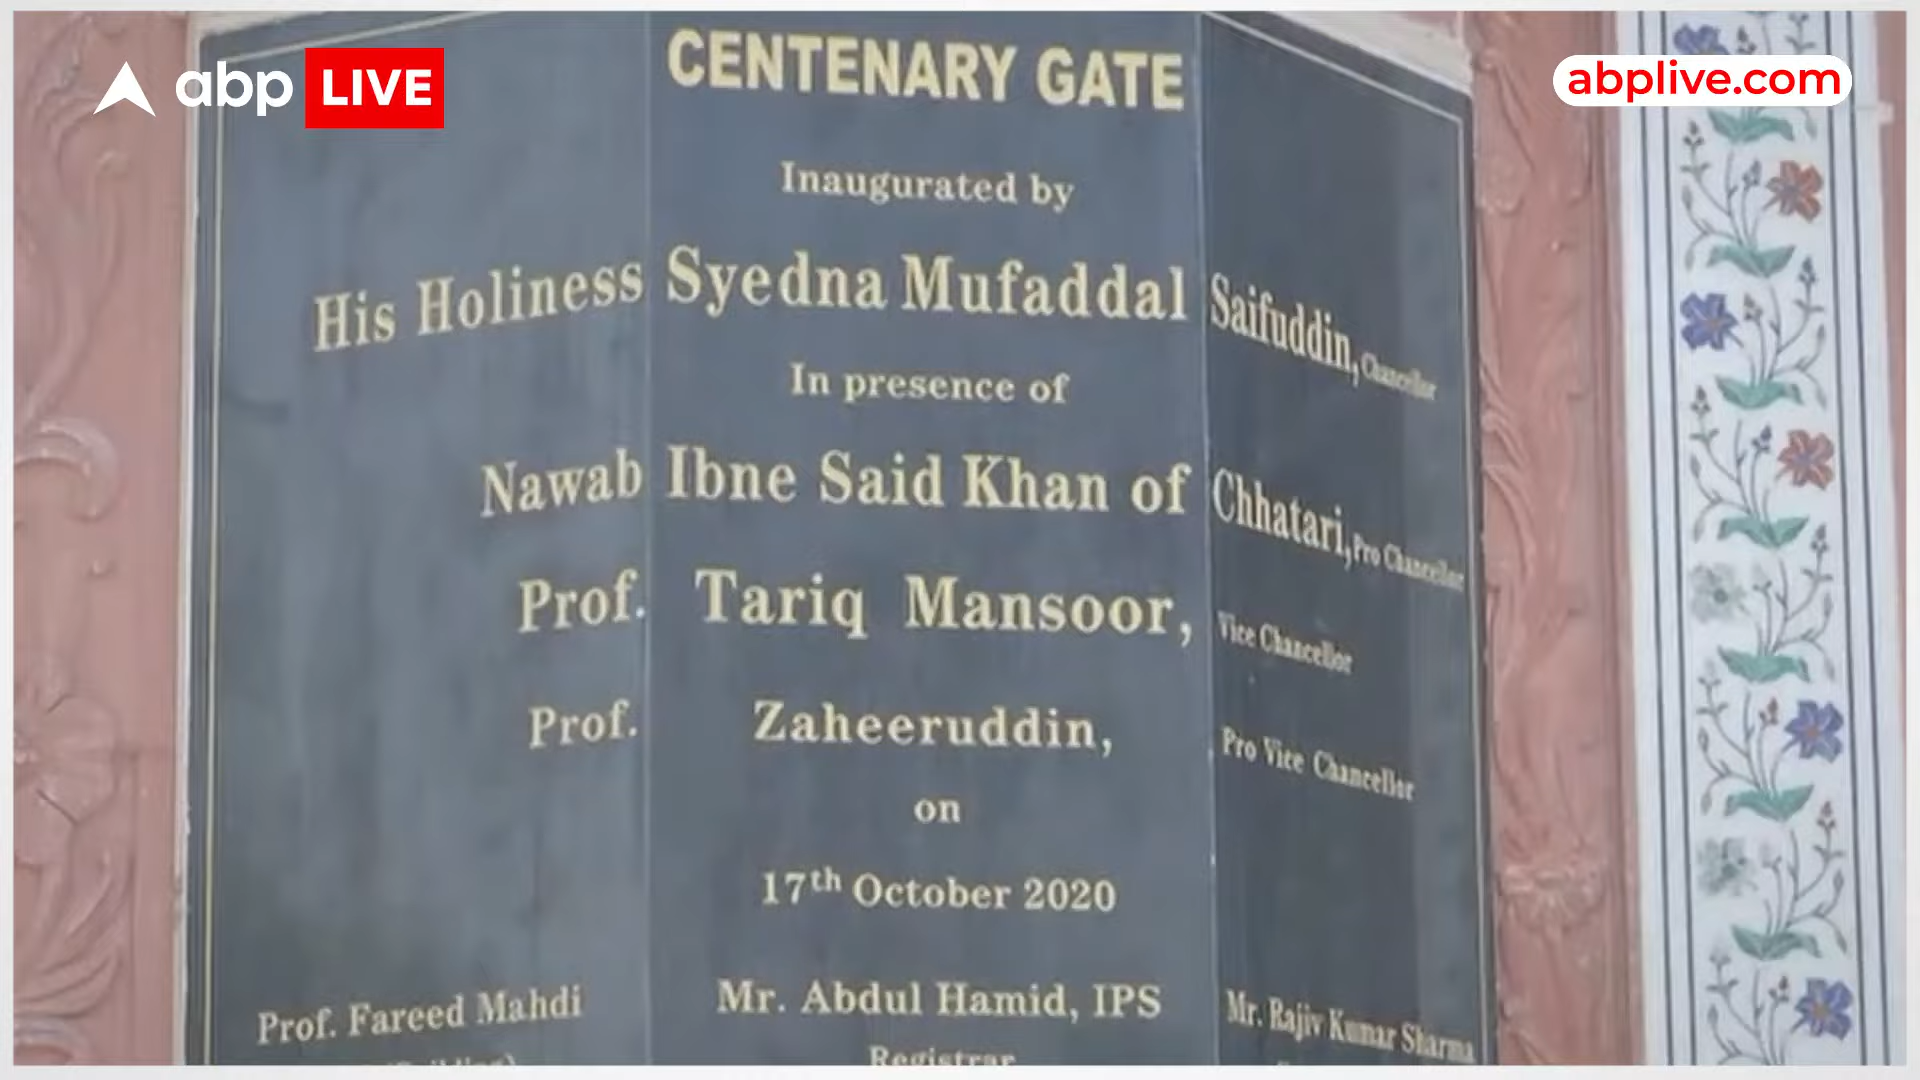 abp LIVE
abplive.com
CENTENARY GATE
Inaugurated by
His Holiness Syedna Mufaddal Saifuddin, Chancellor
In presence of
Nawab Ibne Said Khan of Chhatari, Pro Chancellor
Prof. Tariq Mansoor, Vice Chancellor
Prof. Zaheeruddin, Pro Vice Chancellor
on
17th October 2020
Prof. Fareed Mahdi Mr. Abdul Hamid, IPS Mr. Rajiv Kumar Sharma
Registrar